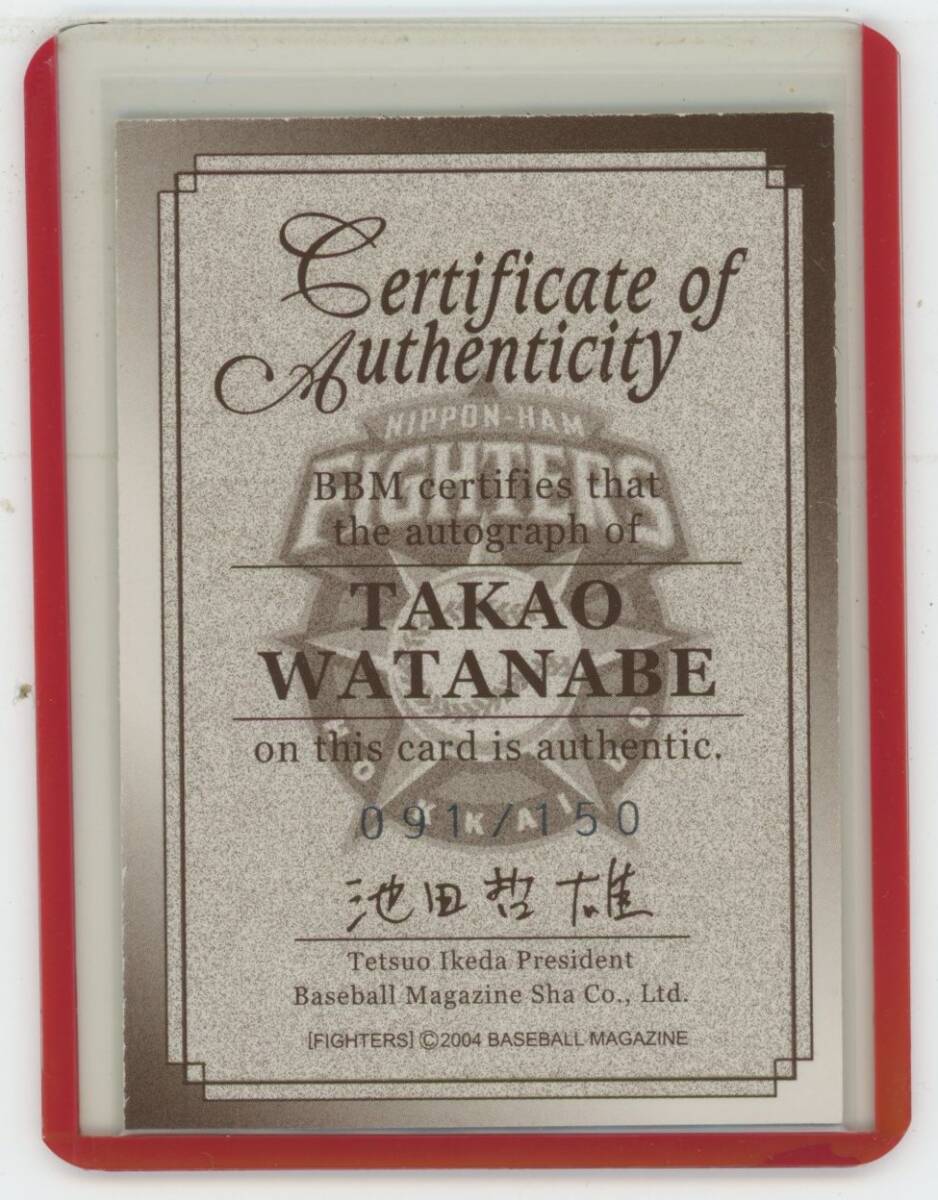 Certificate of
Authenticity
NIPPON-HAM
FIGHTERS
BBM certifies that
the autograph of
TAKAO
WATANABE
on this card is authentic.
HOKKAIDO
091/150
池田哲雄
Tetsuo Ikeda President
Baseball Magazine Sha Co., Ltd.
[FIGHTERS] ©2004 BASEBALL MAGAZINE